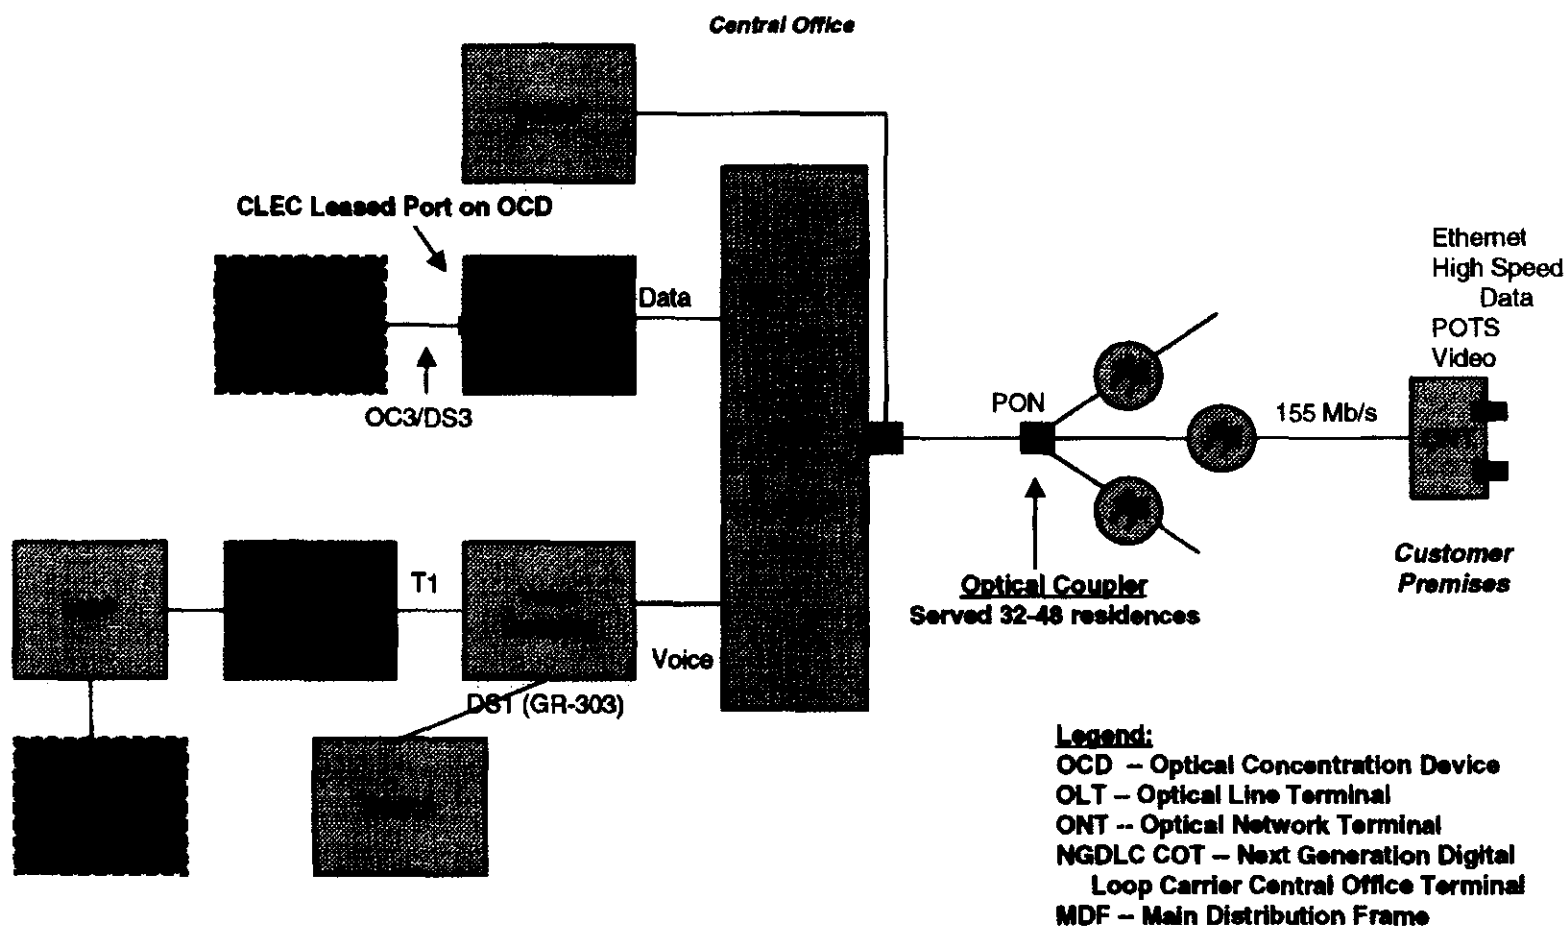 Central Office
CLEC Leased Port on OCD
Data
OC3/DS3
Ethernet
High Speed
Data
POTS
Video
PON
155 Mb/s
ONT
Optical Coupler
Served 32-48 residences
Customer
Premises
T1
Voice
DS1 (GR-303)
Legend:
OCD – Optical Concentration Device
OLT – Optical Line Terminal
ONT -- Optical Network Terminal
NGDLC COT – Next Generation Digital
Loop Carrier Central Office Terminal
MDF – Main Distribution Frame